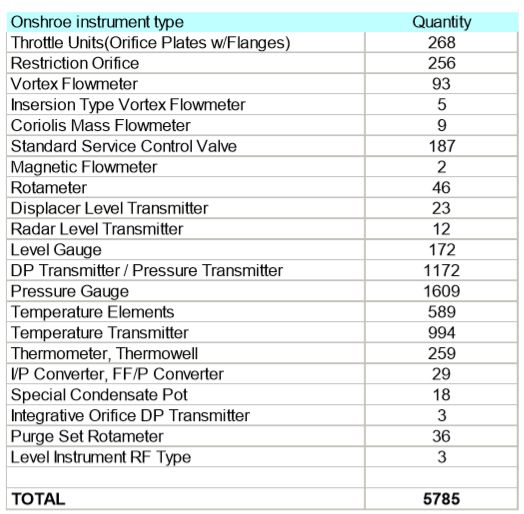 Onshroe instrument type Quantity
Throttle Units(Orifice Plates w/Flanges) 268
Restriction Orifice 256
Vortex Flowmeter 93
Insersion Type Vortex Flowmeter 5
Coriolis Mass Flowmeter 9
Standard Service Control Valve 187
Magnetic Flowmeter 2
Rotameter 46
Displacer Level Transmitter 23
Radar Level Transmitter 12
Level Gauge 172
DP Transmitter / Pressure Transmitter 1172
Pressure Gauge 1609
Temperature Elements 589
Temperature Transmitter 994
Thermometer, Thermowell 259
I/P Converter, FF/P Converter 29
Special Condensate Pot 18
Integrative Orifice DP Transmitter 3
Purge Set Rotameter 36
Level Instrument RF Type 3
TOTAL 5785